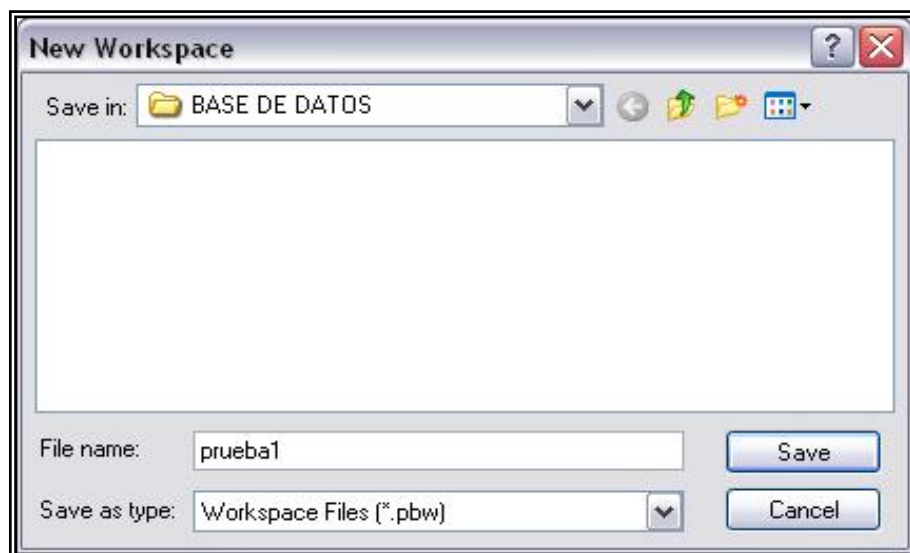 New Workspace
?
Save in: BASE DE DATOS
File name: prueba1
Save
Save as type: Workspace Files (*.pbw)
Cancel